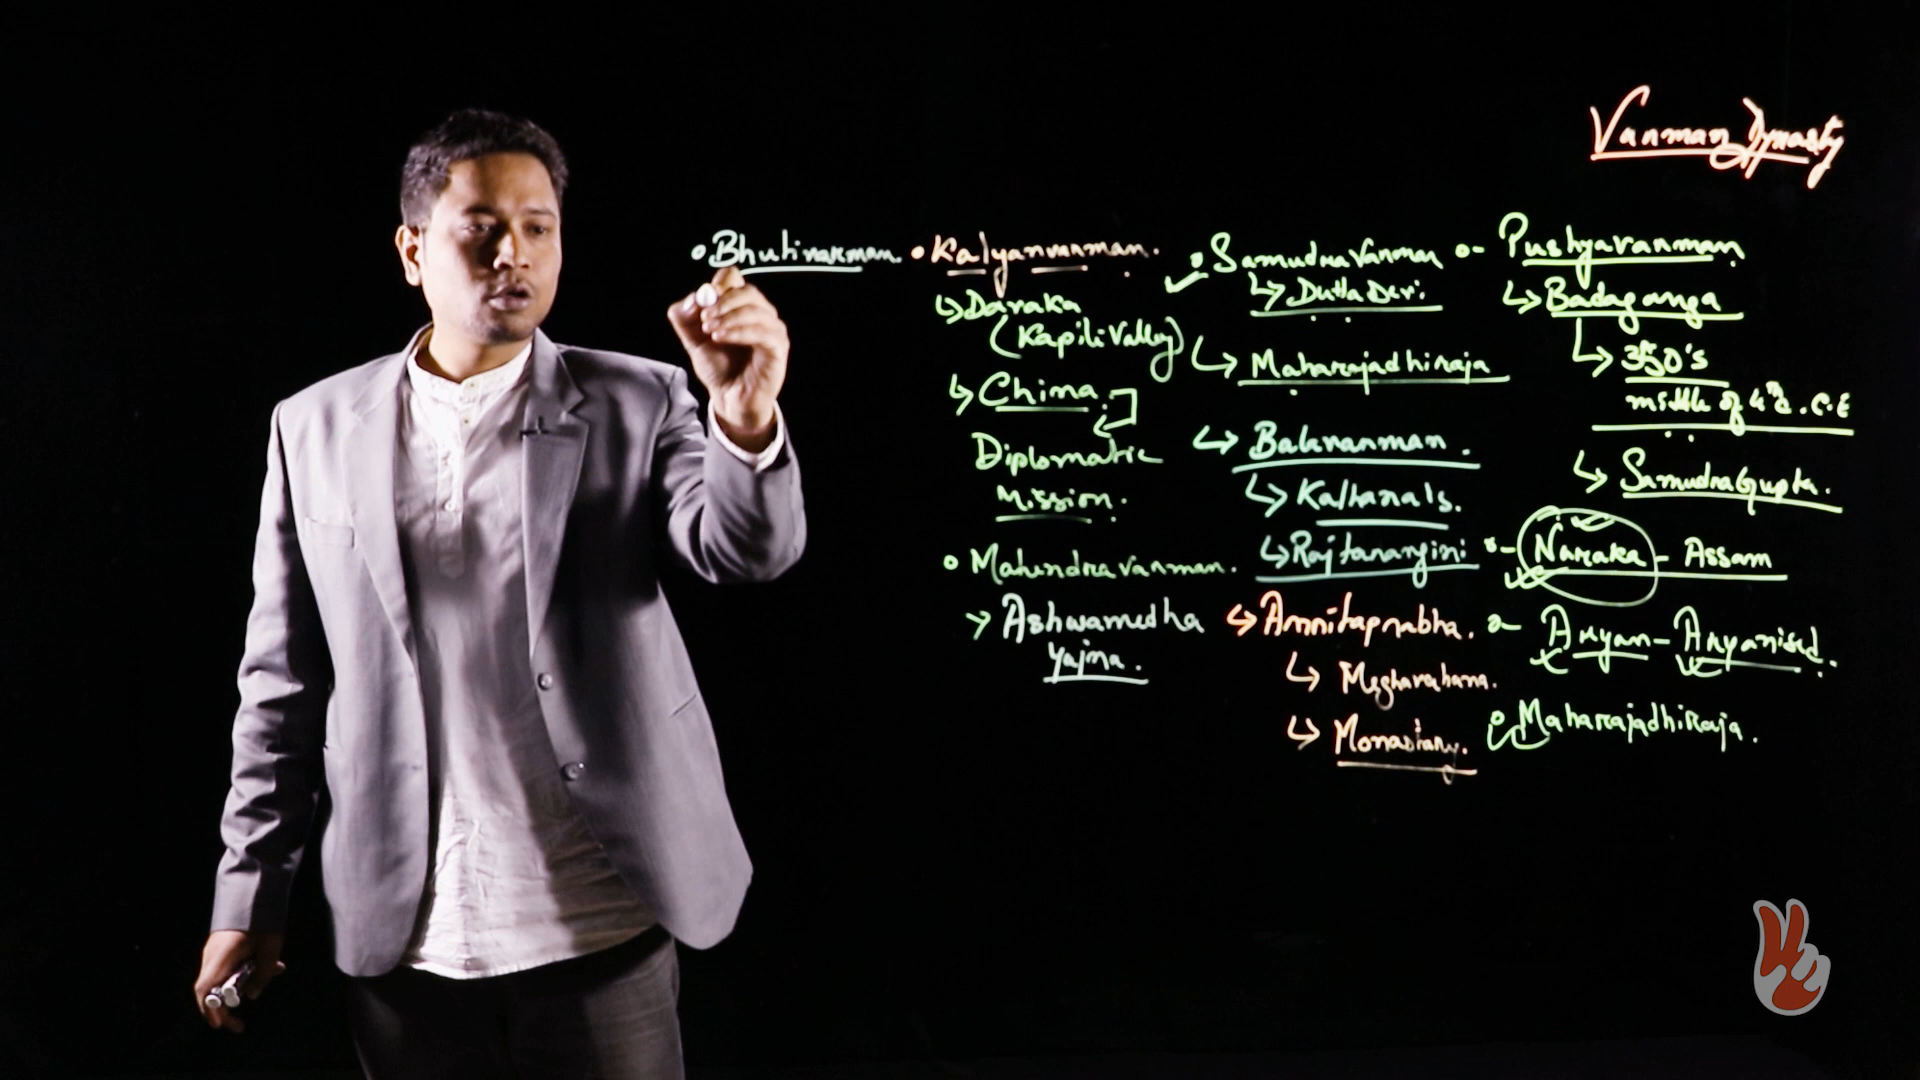 Varman Dynasty
• Bhutivarman
• Kalyanvarman.
↳ Davaka
(Kapili Valley)
↳ China
Diplomatic
Mission.
• Mahendravarman.
→ Ashwamedha
Yajna.
• Samudravarman
↳ Dutta Devi.
↳ Maharajadhiraja
↳ Balavarman.
↳ Kalhana's.
↳ Rajtarangini
↳ Amritaprabha.
↳ Meghavahana.
↳ Monastary.
• - Pushyavarman
↳ Badaganga
↳ 350's
middle of 4th C.E
↳ SamudraGupta.
• - Naraka - Assam
• - Aryan - Aryanised.
• Maharajadhiraja.